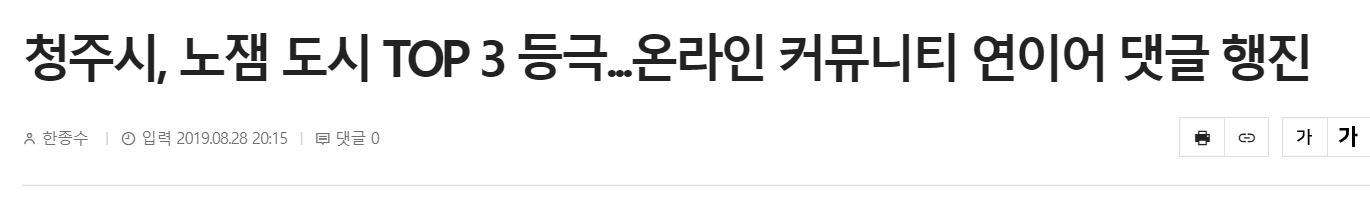 청주시, 노잼 도시 TOP 3 등극...온라인 커뮤니티 연이어 댓글 행진
한종수 입력 2019.08.28 20:15 댓글 0 가 가